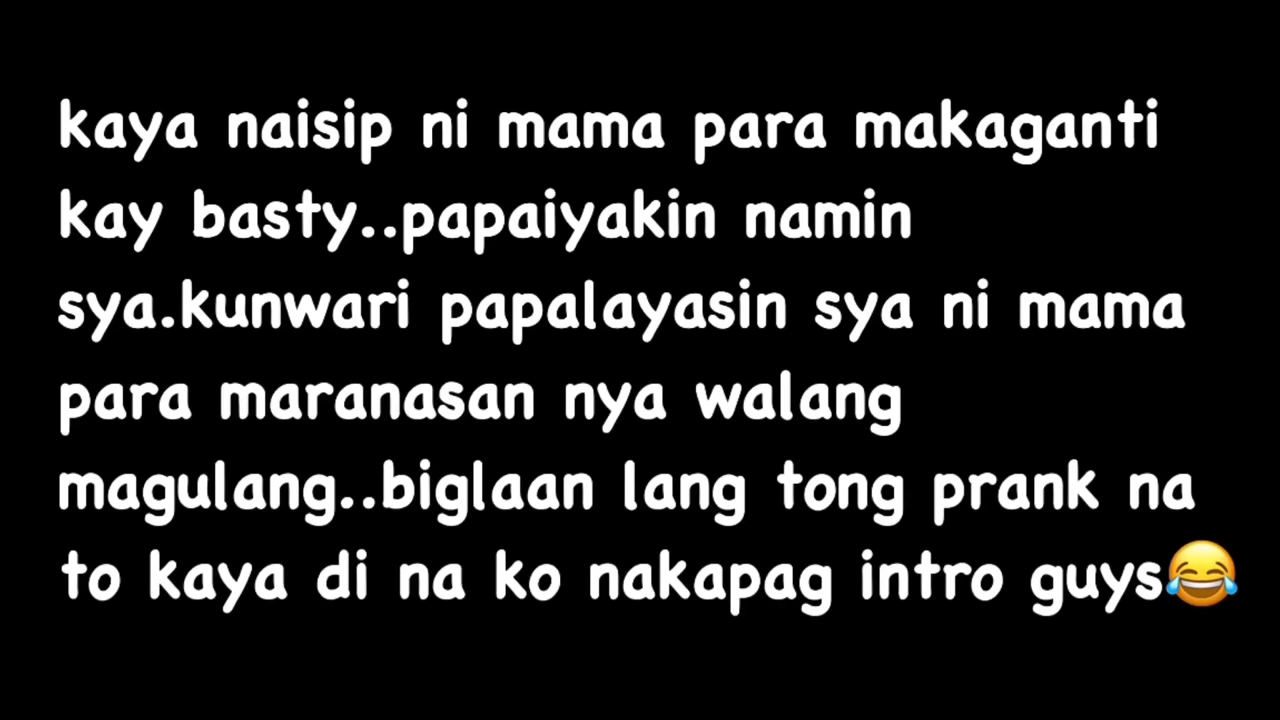 kaya naisip ni mama para makaganti
kay basty..papaiyakin namin
sya.kunwari papalayasin sya ni mama
para maranasan nya walang
magulang..biglaan lang tong prank na
to kaya di na ko nakapag intro guys😂